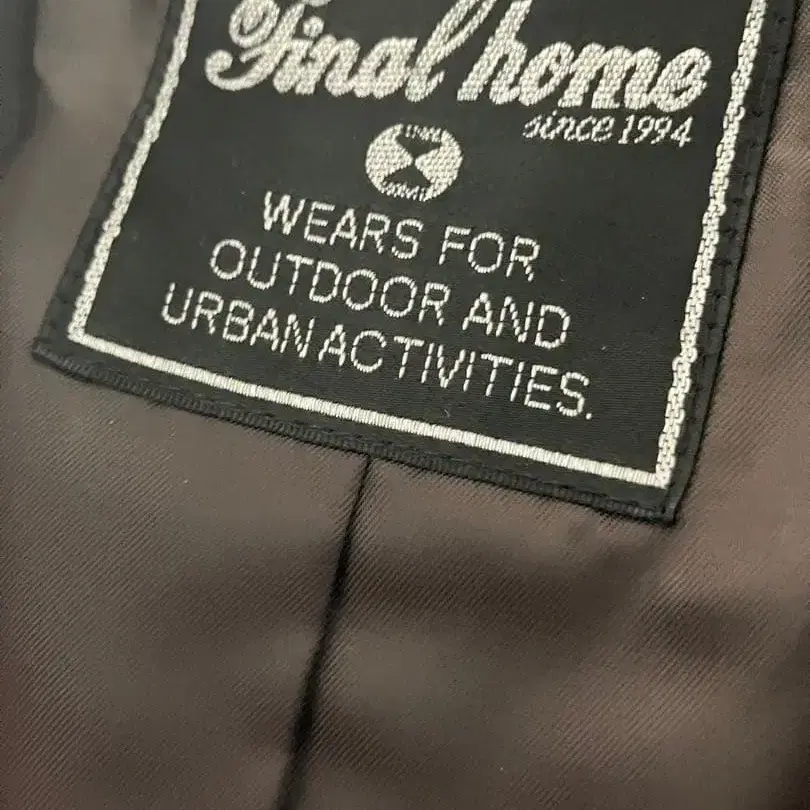 Final home
since 1994
WEARS FOR
OUTDOOR AND
URBAN ACTIVITIES.